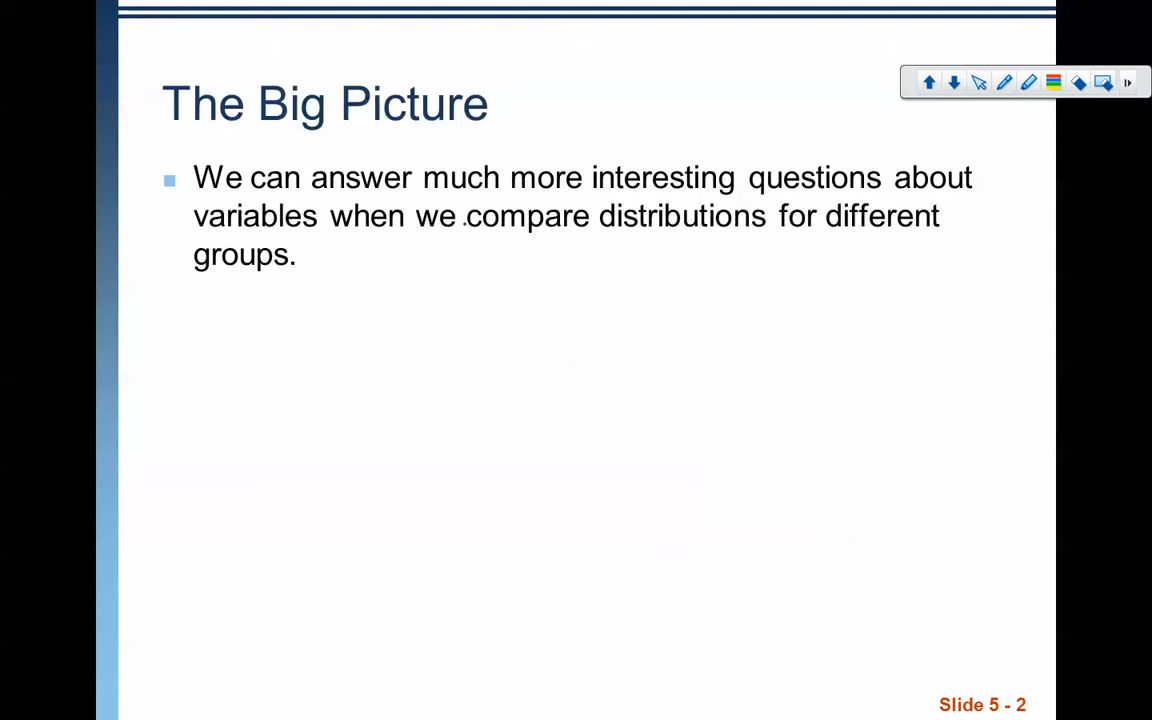 The Big Picture
We can answer much more interesting questions about
variables when we compare distributions for different
groups.
Slide 5 - 2